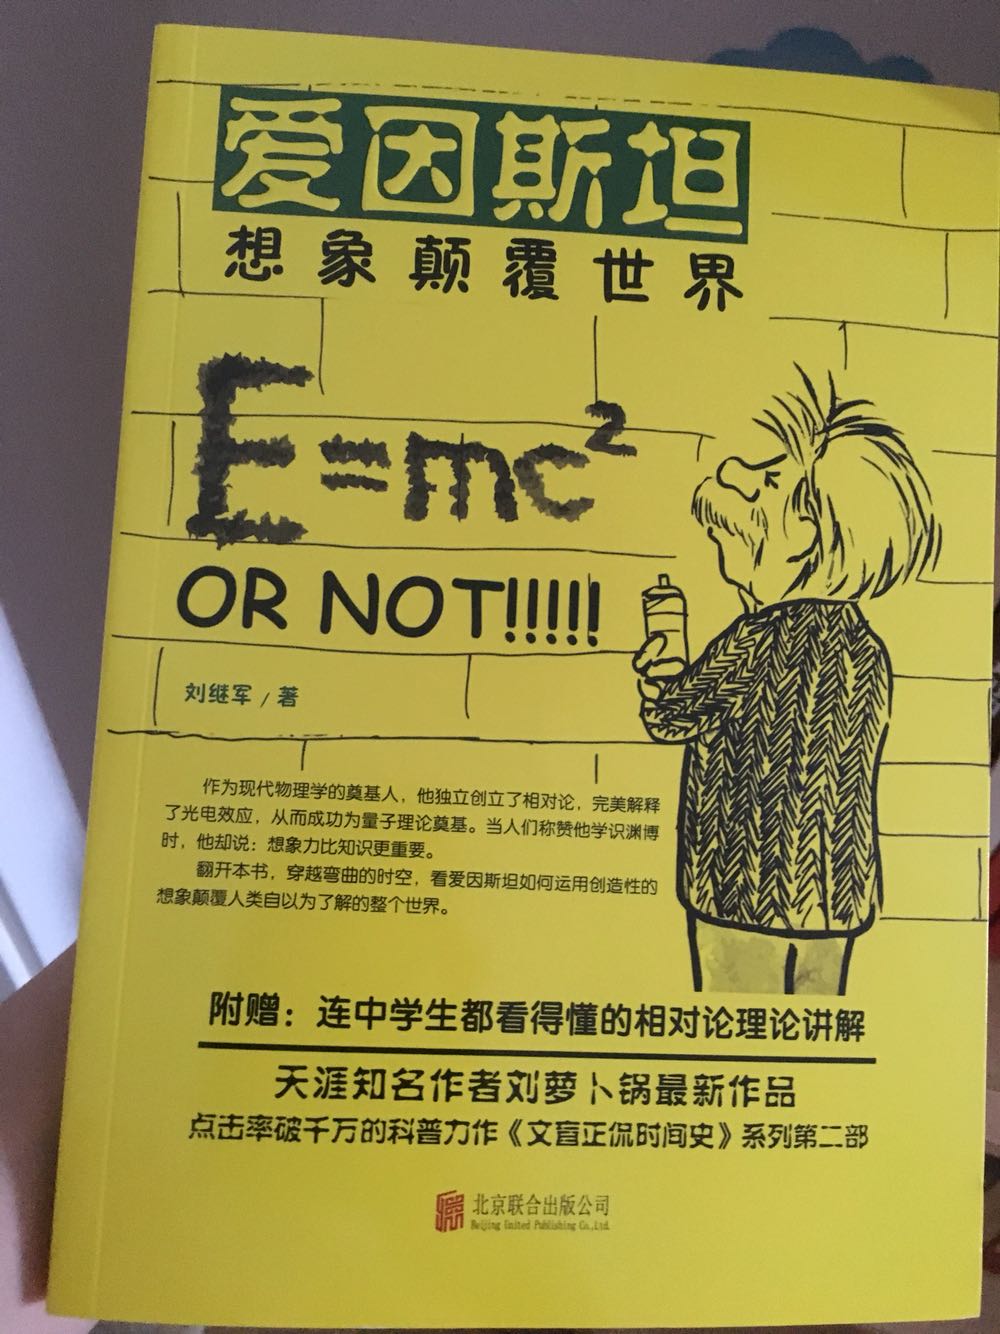 爱因斯坦
想象颠覆世界
E=mc²
OR NOT!!!!!
刘继军/著
作为现代物理学的奠基人，他独立创立了相对论，完美解释
了光电效应，从而成功为量子理论奠基。当人们称赞他学识渊博
时，他却说：想象力比知识更重要。
翻开本书，穿越弯曲的时空，看爱因斯坦如何运用创造性的
想象颠覆人类自以为了解的整个世界。
附赠：连中学生都看得懂的相对论理论讲解
天涯知名作者刘萝卜锅最新作品
点击率破千万的科普力作《文盲正侃时间史》系列第二部
北京联合出版公司
Beijing United Publishing Co.,Ltd.